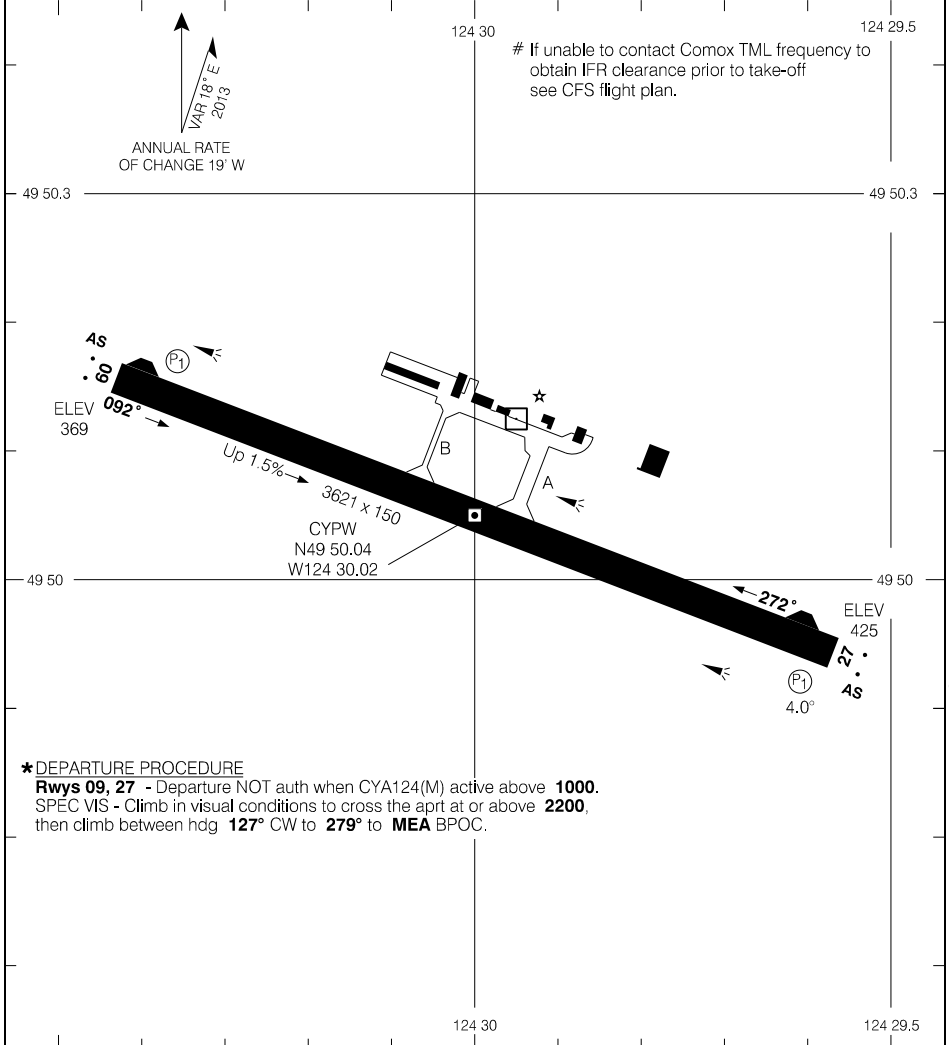 124 30
124 29.5
# If unable to contact Comox TML frequency to
obtain IFR clearance prior to take-off
see CFS flight plan.
VAR 18° E
2013
ANNUAL RATE
OF CHANGE 19' W
49 50.3
49 50.3
AS
09
P1
092°
ELEV
369
Up 1.5%
3621 x 150
B
A
CYPW
N49 50.04
W124 30.02
49 50
49 50
272°
ELEV
425
27
AS
P1
4.0°
*DEPARTURE PROCEDURE
Rwys 09, 27 - Departure NOT auth when CYA124(M) active above 1000.
SPEC VIS - Climb in visual conditions to cross the aprt at or above 2200,
then climb between hdg 127° CW to 279° to MEA BPOC.
124 30
124 29.5